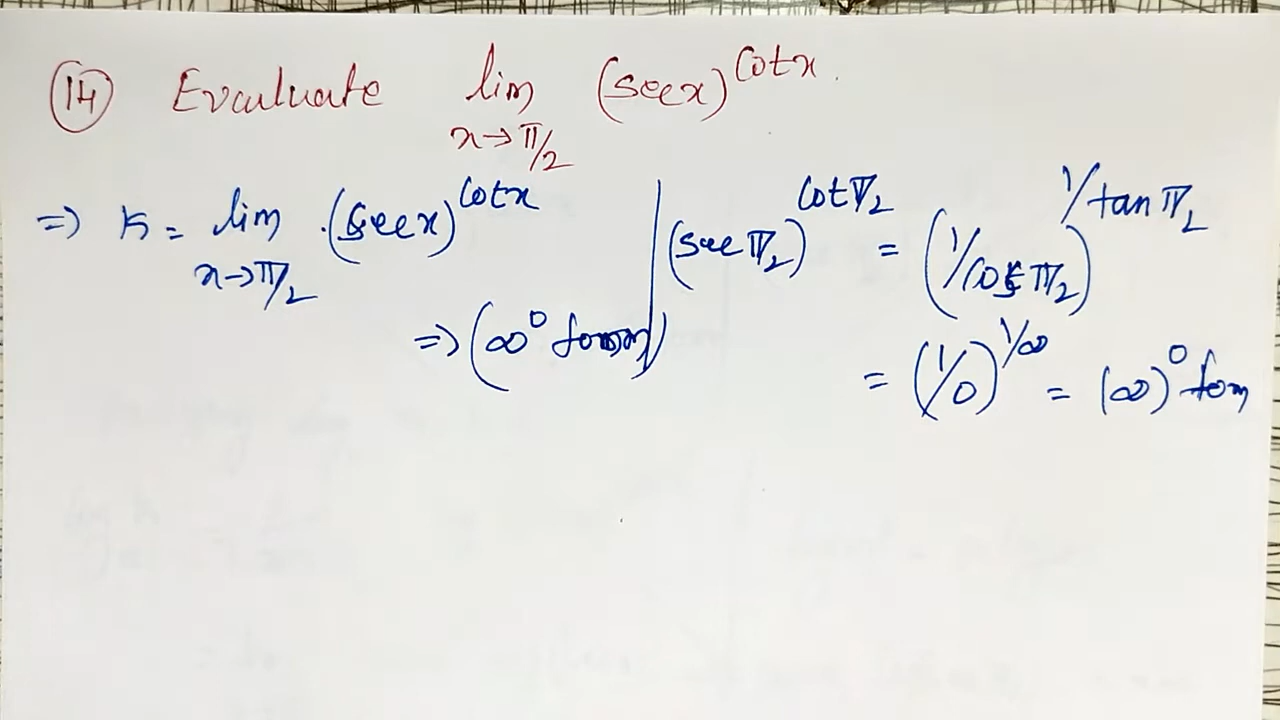 14 Evaluate lim x→π/2 (secx)^cotx.
⇒ K = lim x→π/2 (secx)^cotx
⇒ (∞^0 form)
(sec π/2)^cot π/2 = (1/cos π/2)^1/tan π/2
= (1/0)^1/∞ = (∞)^0 form